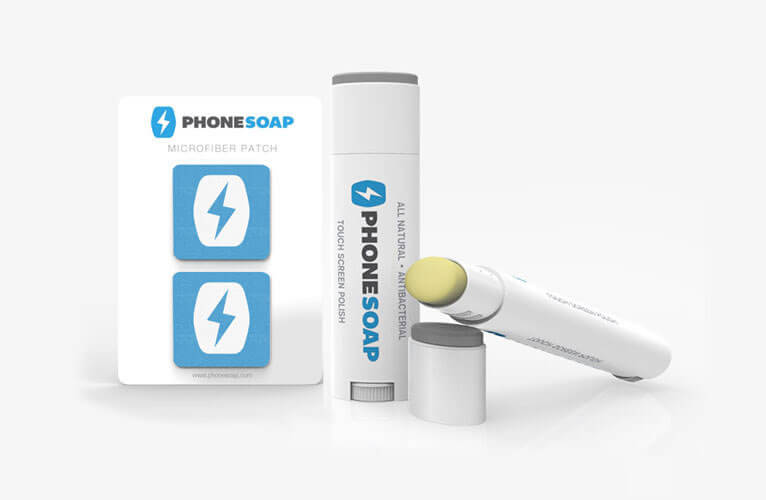 PHONESOAP
MICROFIBER PATCH
www.phonesoap.com
TOUCH SCREEN POLISH
PHONESOAP
ALL NATURAL • ANTIBACTERIAL